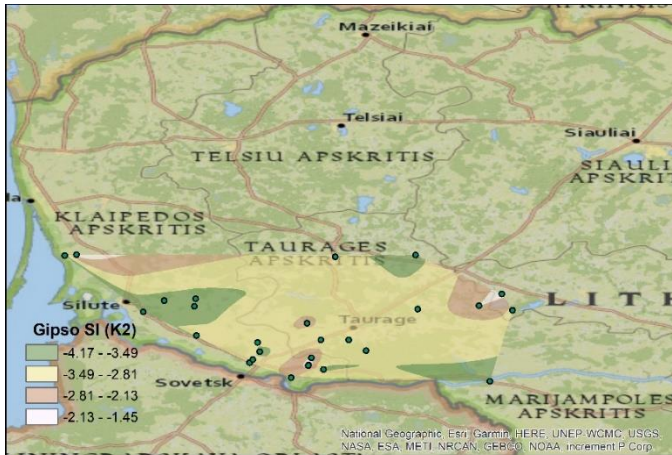 Mazeikiai
Telsiai
Siauliai
TELSIU APSKRITIS
SIAULI
APSKRIT
KLAIPEDOS
APSKRITIS
TAURAGES
APSKRITIS
Silute
LITH
Gipso SI (K2)
Taurage
-4.17 - -3.49
-3.49 - -2.81
-2.81 - -2.13
-2.13 - -1.45
Sovetsk
MARIJAMPOLES
APSKRITIS
National Geographic, Esri, Garmin, HERE, UNEP-WCMC, USGS,
NASA, ESA, METI, NRCAN, GEBCO, NOAA, increment P Corp.